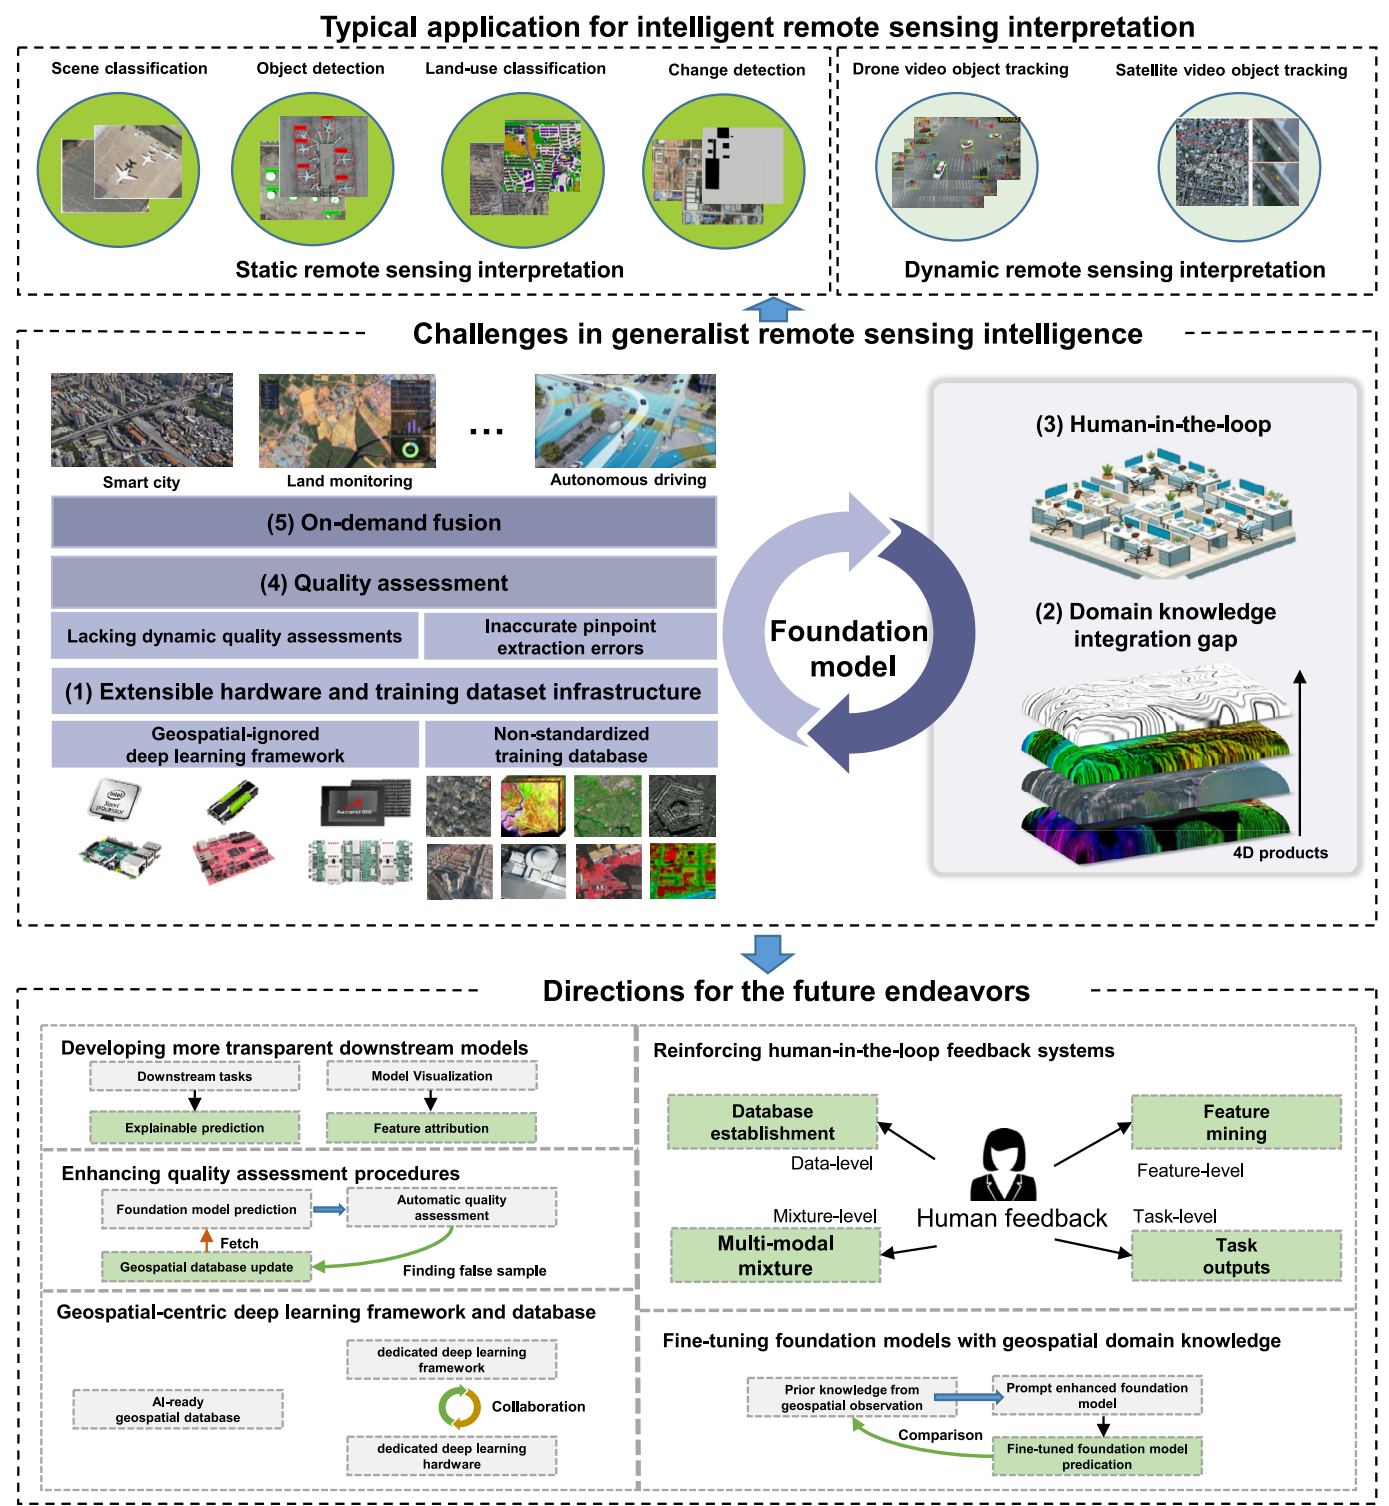 Typical application for intelligent remote sensing interpretation
Scene classification
Object detection
Land-use classification
Change detection
Drone video object tracking
Satellite video object tracking
Static remote sensing interpretation
Dynamic remote sensing interpretation
Challenges in generalist remote sensing intelligence
Smart city
Land monitoring
...
Autonomous driving
(5) On-demand fusion
(4) Quality assessment
Lacking dynamic quality assessments
Inaccurate pinpoint
extraction errors
(1) Extensible hardware and training dataset infrastructure
Geospatial-ignored
deep learning framework
Non-standardized
training database
intel
Xeon
processor
Foundation
model
(3) Human-in-the-loop
(2) Domain knowledge
integration gap
4D products
Directions for the future endeavors
Developing more transparent downstream models
Downstream tasks
Model Visualization
Explainable prediction
Feature attribution
Enhancing quality assessment procedures
Foundation model prediction
Automatic quality
assessment
Fetch
Geospatial database update
Finding false sample
Geospatial-centric deep learning framework and database
dedicated deep learning
framework
AI-ready
geospatial database
Collaboration
dedicated deep learning
hardware
Reinforcing human-in-the-loop feedback systems
Database
establishment
Feature
mining
Data-level
Feature-level
Mixture-level
Human feedback
Task-level
Multi-modal
mixture
Task
outputs
Fine-tuning foundation models with geospatial domain knowledge
Prior knowledge from
geospatial observation
Prompt enhanced foundation
model
Comparison
Fine-tuned foundation model
predication